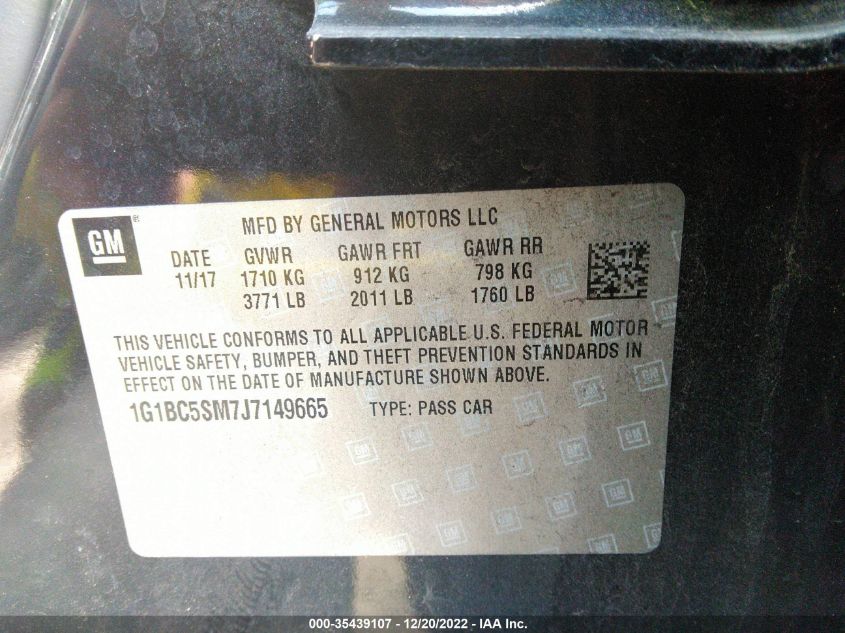 GM
MFD BY GENERAL MOTORS LLC
DATE GVWR GAWR FRT GAWR RR
11/17 1710 KG 912 KG 798 KG
3771 LB 2011 LB 1760 LB
THIS VEHICLE CONFORMS TO ALL APPLICABLE U.S. FEDERAL MOTOR
VEHICLE SAFETY, BUMPER, AND THEFT PREVENTION STANDARDS IN
EFFECT ON THE DATE OF MANUFACTURE SHOWN ABOVE.
1G1BC5SM7J7149665 TYPE: PASS CAR
000-35439107 - 12/20/2022 - IAA Inc.